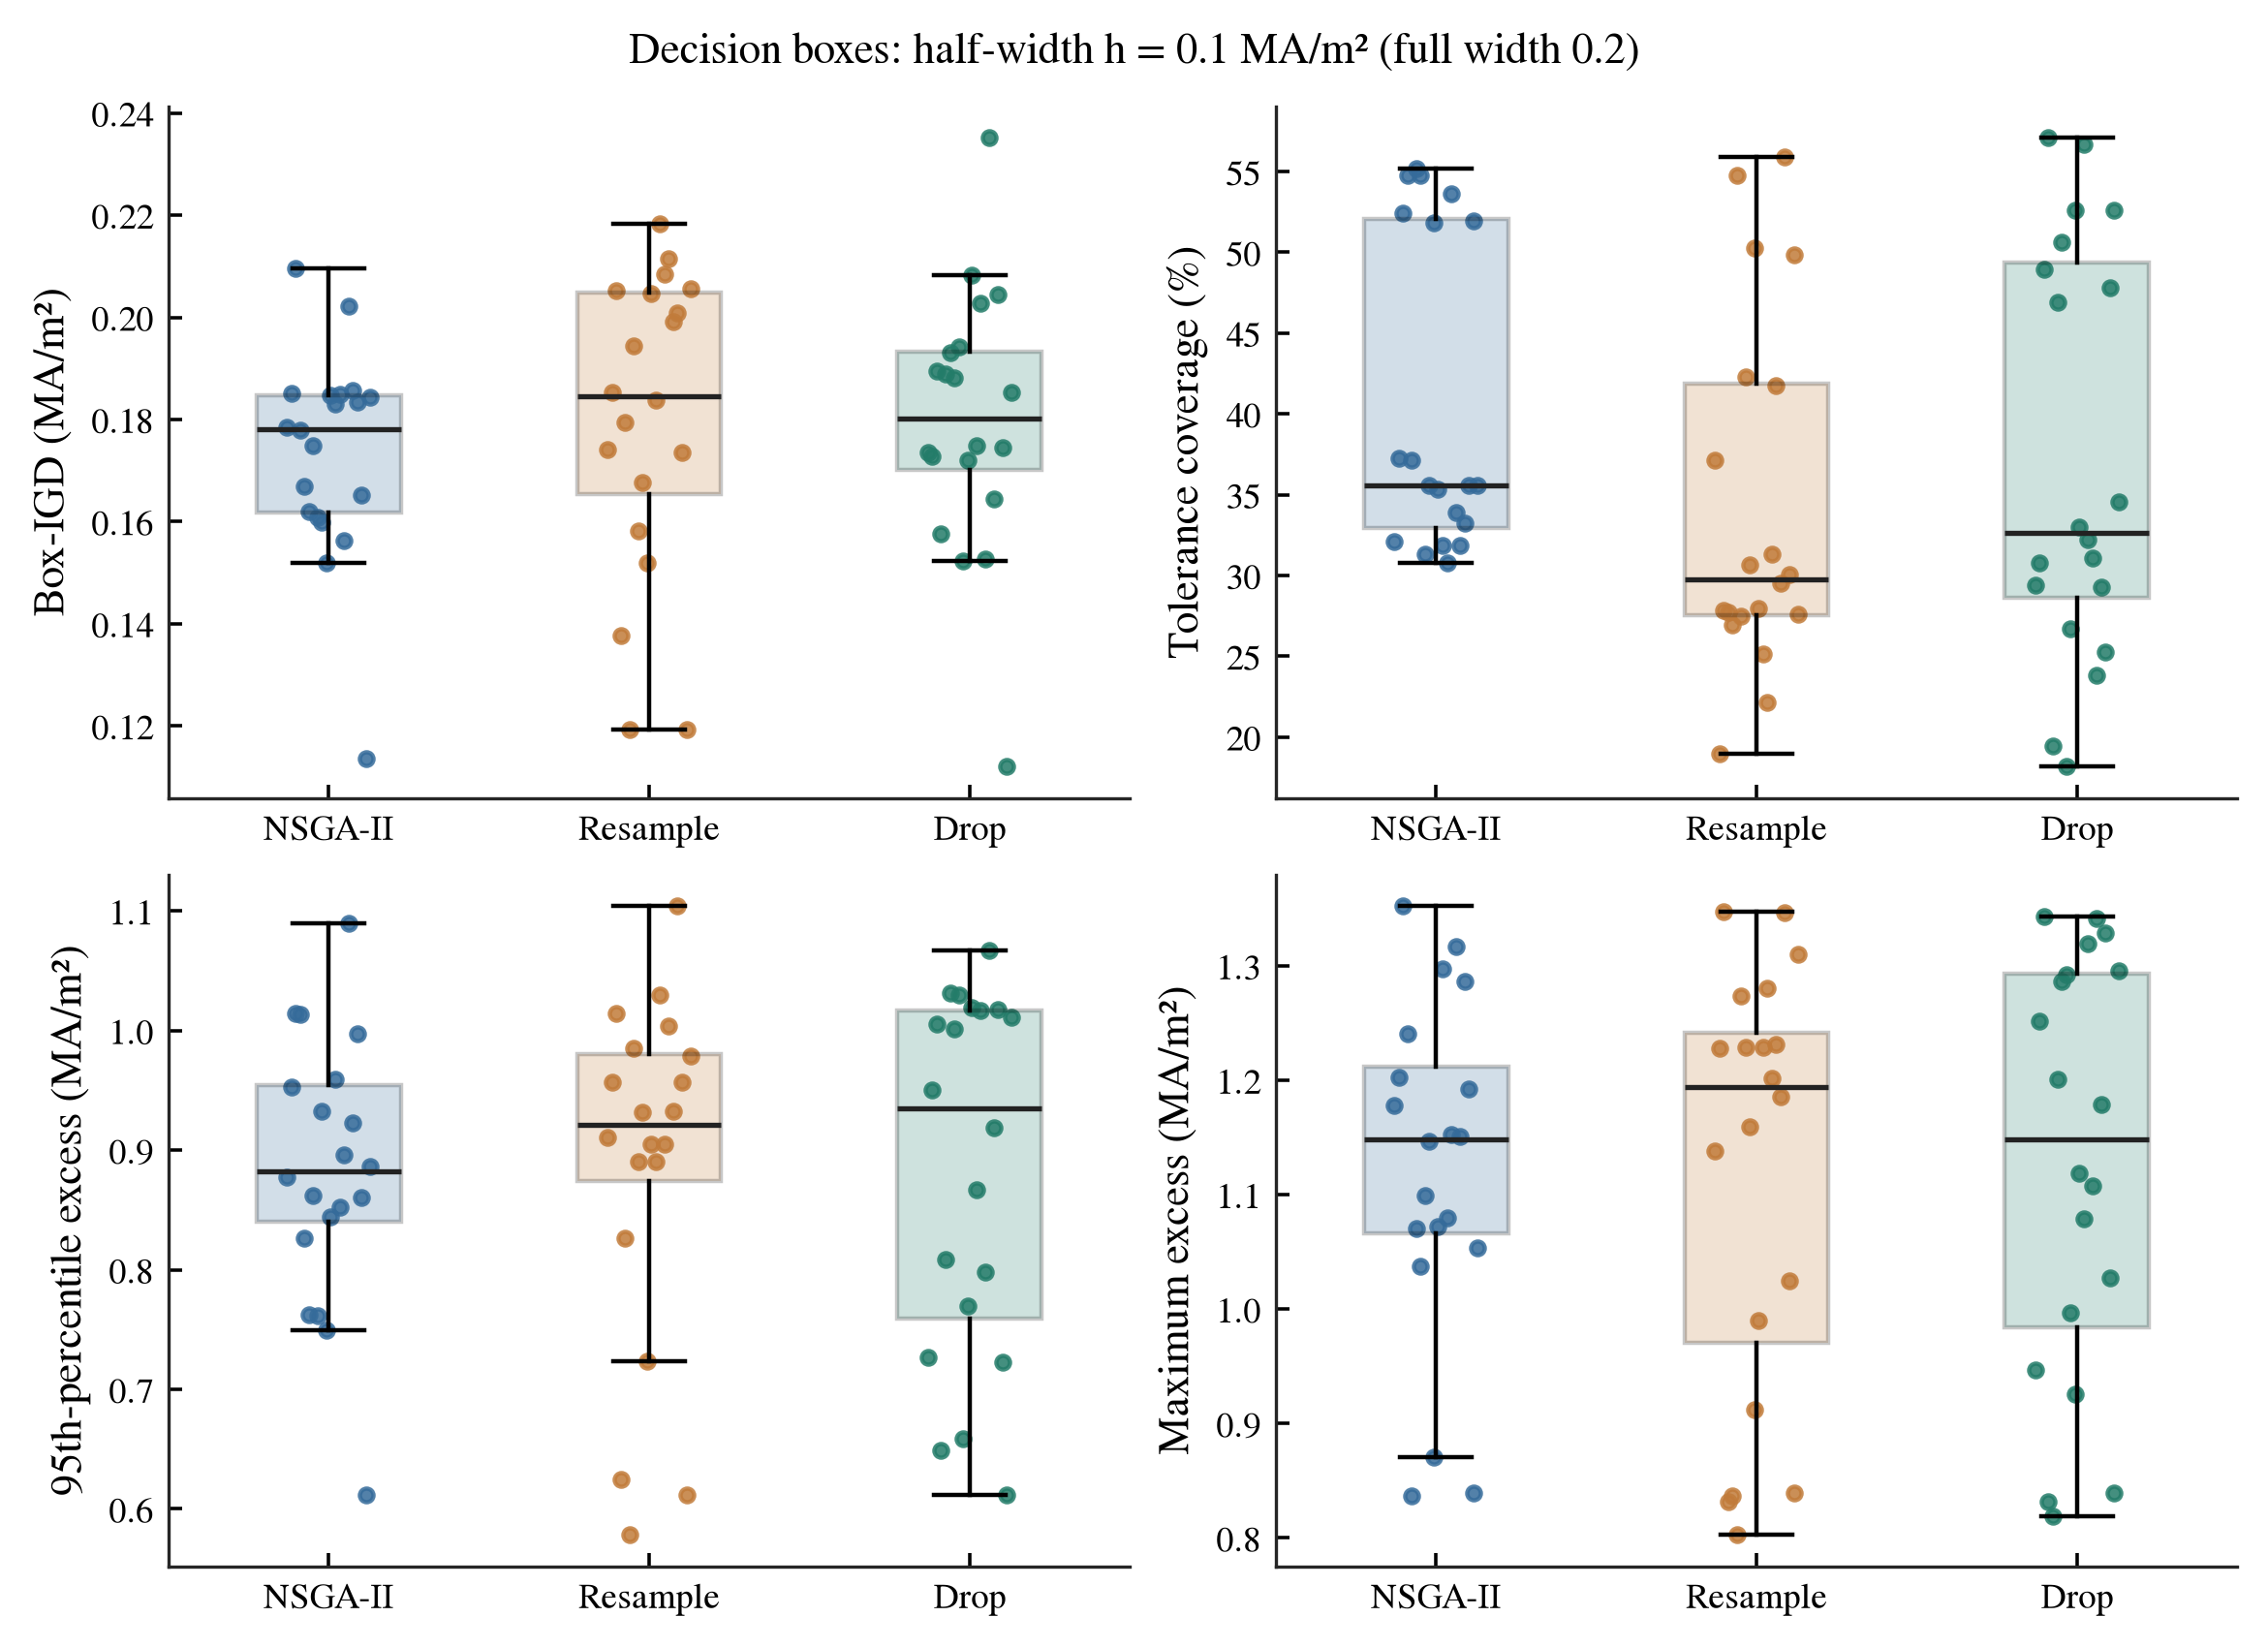 Decision boxes: half-width h = 0.1 MA/m² (full width 0.2)
Box-IGD (MA/m²)
0.24
0.22
0.20
0.18
0.16
0.14
0.12
NSGA-II
Resample
Drop
Tolerance coverage (%)
55
50
45
40
35
30
25
20
NSGA-II
Resample
Drop
95th-percentile excess (MA/m²)
1.1
1.0
0.9
0.8
0.7
0.6
NSGA-II
Resample
Drop
Maximum excess (MA/m²)
1.3
1.2
1.1
1.0
0.9
0.8
NSGA-II
Resample
Drop